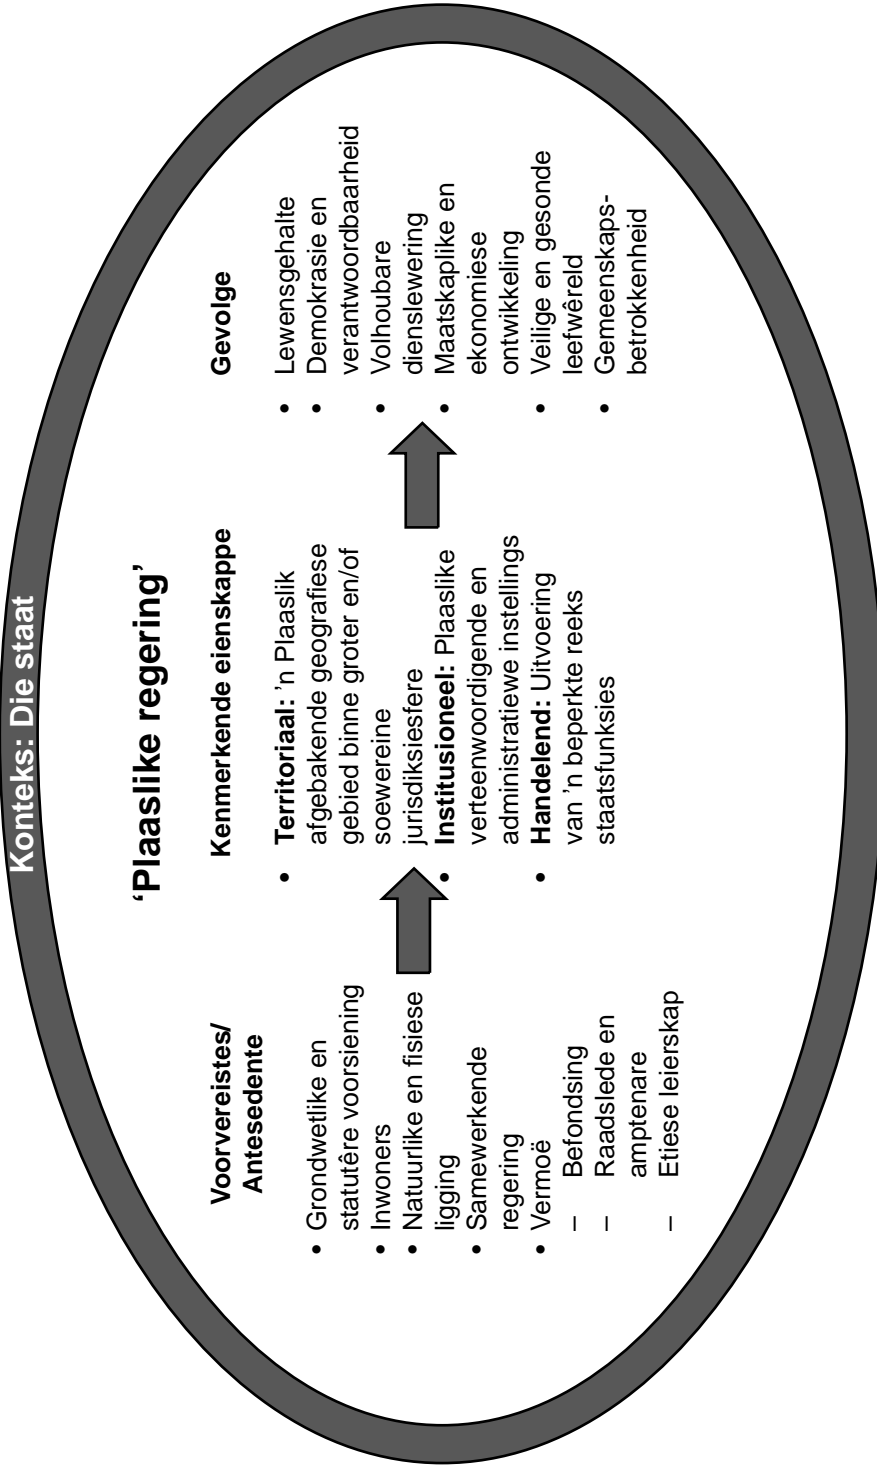 Konteks: Die staat
'Plaaslike regering'
Voorvereistes/
Antesedente
• Grondwetlike en
statutêre voorsiening
• Inwoners
• Natuurlike en fisiese
ligging
• Samewerkende
regering
• Vermoë
– Befondsing
– Raadslede en
amptenare
– Etiese leierskap
Kenmerkende eienskappe
• Territoriaal: 'n Plaaslik
afgebakende geografiese
gebied binne groter en/of
soewereine
jurisdiksiesfere
• Institusioneel: Plaaslike
verteenwoordigende en
administratiewe instellings
• Handelend: Uitvoering
van 'n beperkte reeks
staatsfunksies
Gevolge
• Lewensgehalte
• Demokrasie en
verantwoordbaarheid
• Volhoubare
dienslewering
• Maatskaplike en
ekonomiese
ontwikkeling
• Veilige en gesonde
leefwêreld
• Gemeenskaps-
betrokkenheid